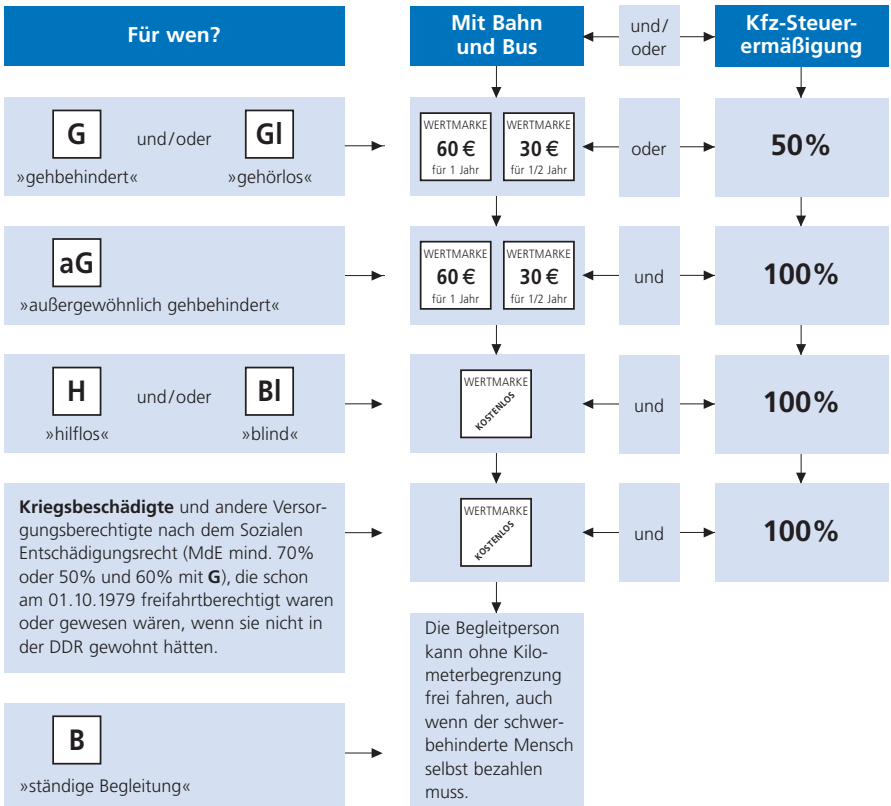 Für wen?
Mit Bahn
und Bus
und/
oder
Kfz-Steuer-
ermäßigung
G und/oder Gl
»gehbehindert« »gehörlos«
WERTMARKE
60 €
für 1 Jahr
WERTMARKE
30 €
für 1/2 Jahr
oder
50%
aG
»außergewöhnlich gehbehindert«
WERTMARKE
60 €
für 1 Jahr
WERTMARKE
30 €
für 1/2 Jahr
und
100%
H und/oder Bl
»hilflos« »blind«
WERTMARKE
KOSTENLOS
und
100%
Kriegsbeschädigte und andere Versor-
gungsberechtigte nach dem Sozialen
Entschädigungsrecht (MdE mind. 70%
oder 50% und 60% mit G), die schon
am 01.10.1979 freifahrtberechtigt waren
oder gewesen wären, wenn sie nicht in
der DDR gewohnt hätten.
WERTMARKE
KOSTENLOS
und
100%
B
»ständige Begleitung«
Die Begleitperson
kann ohne Kilo-
meterbegrenzung
frei fahren, auch
wenn der schwer-
behinderte Mensch
selbst bezahlen
muss.